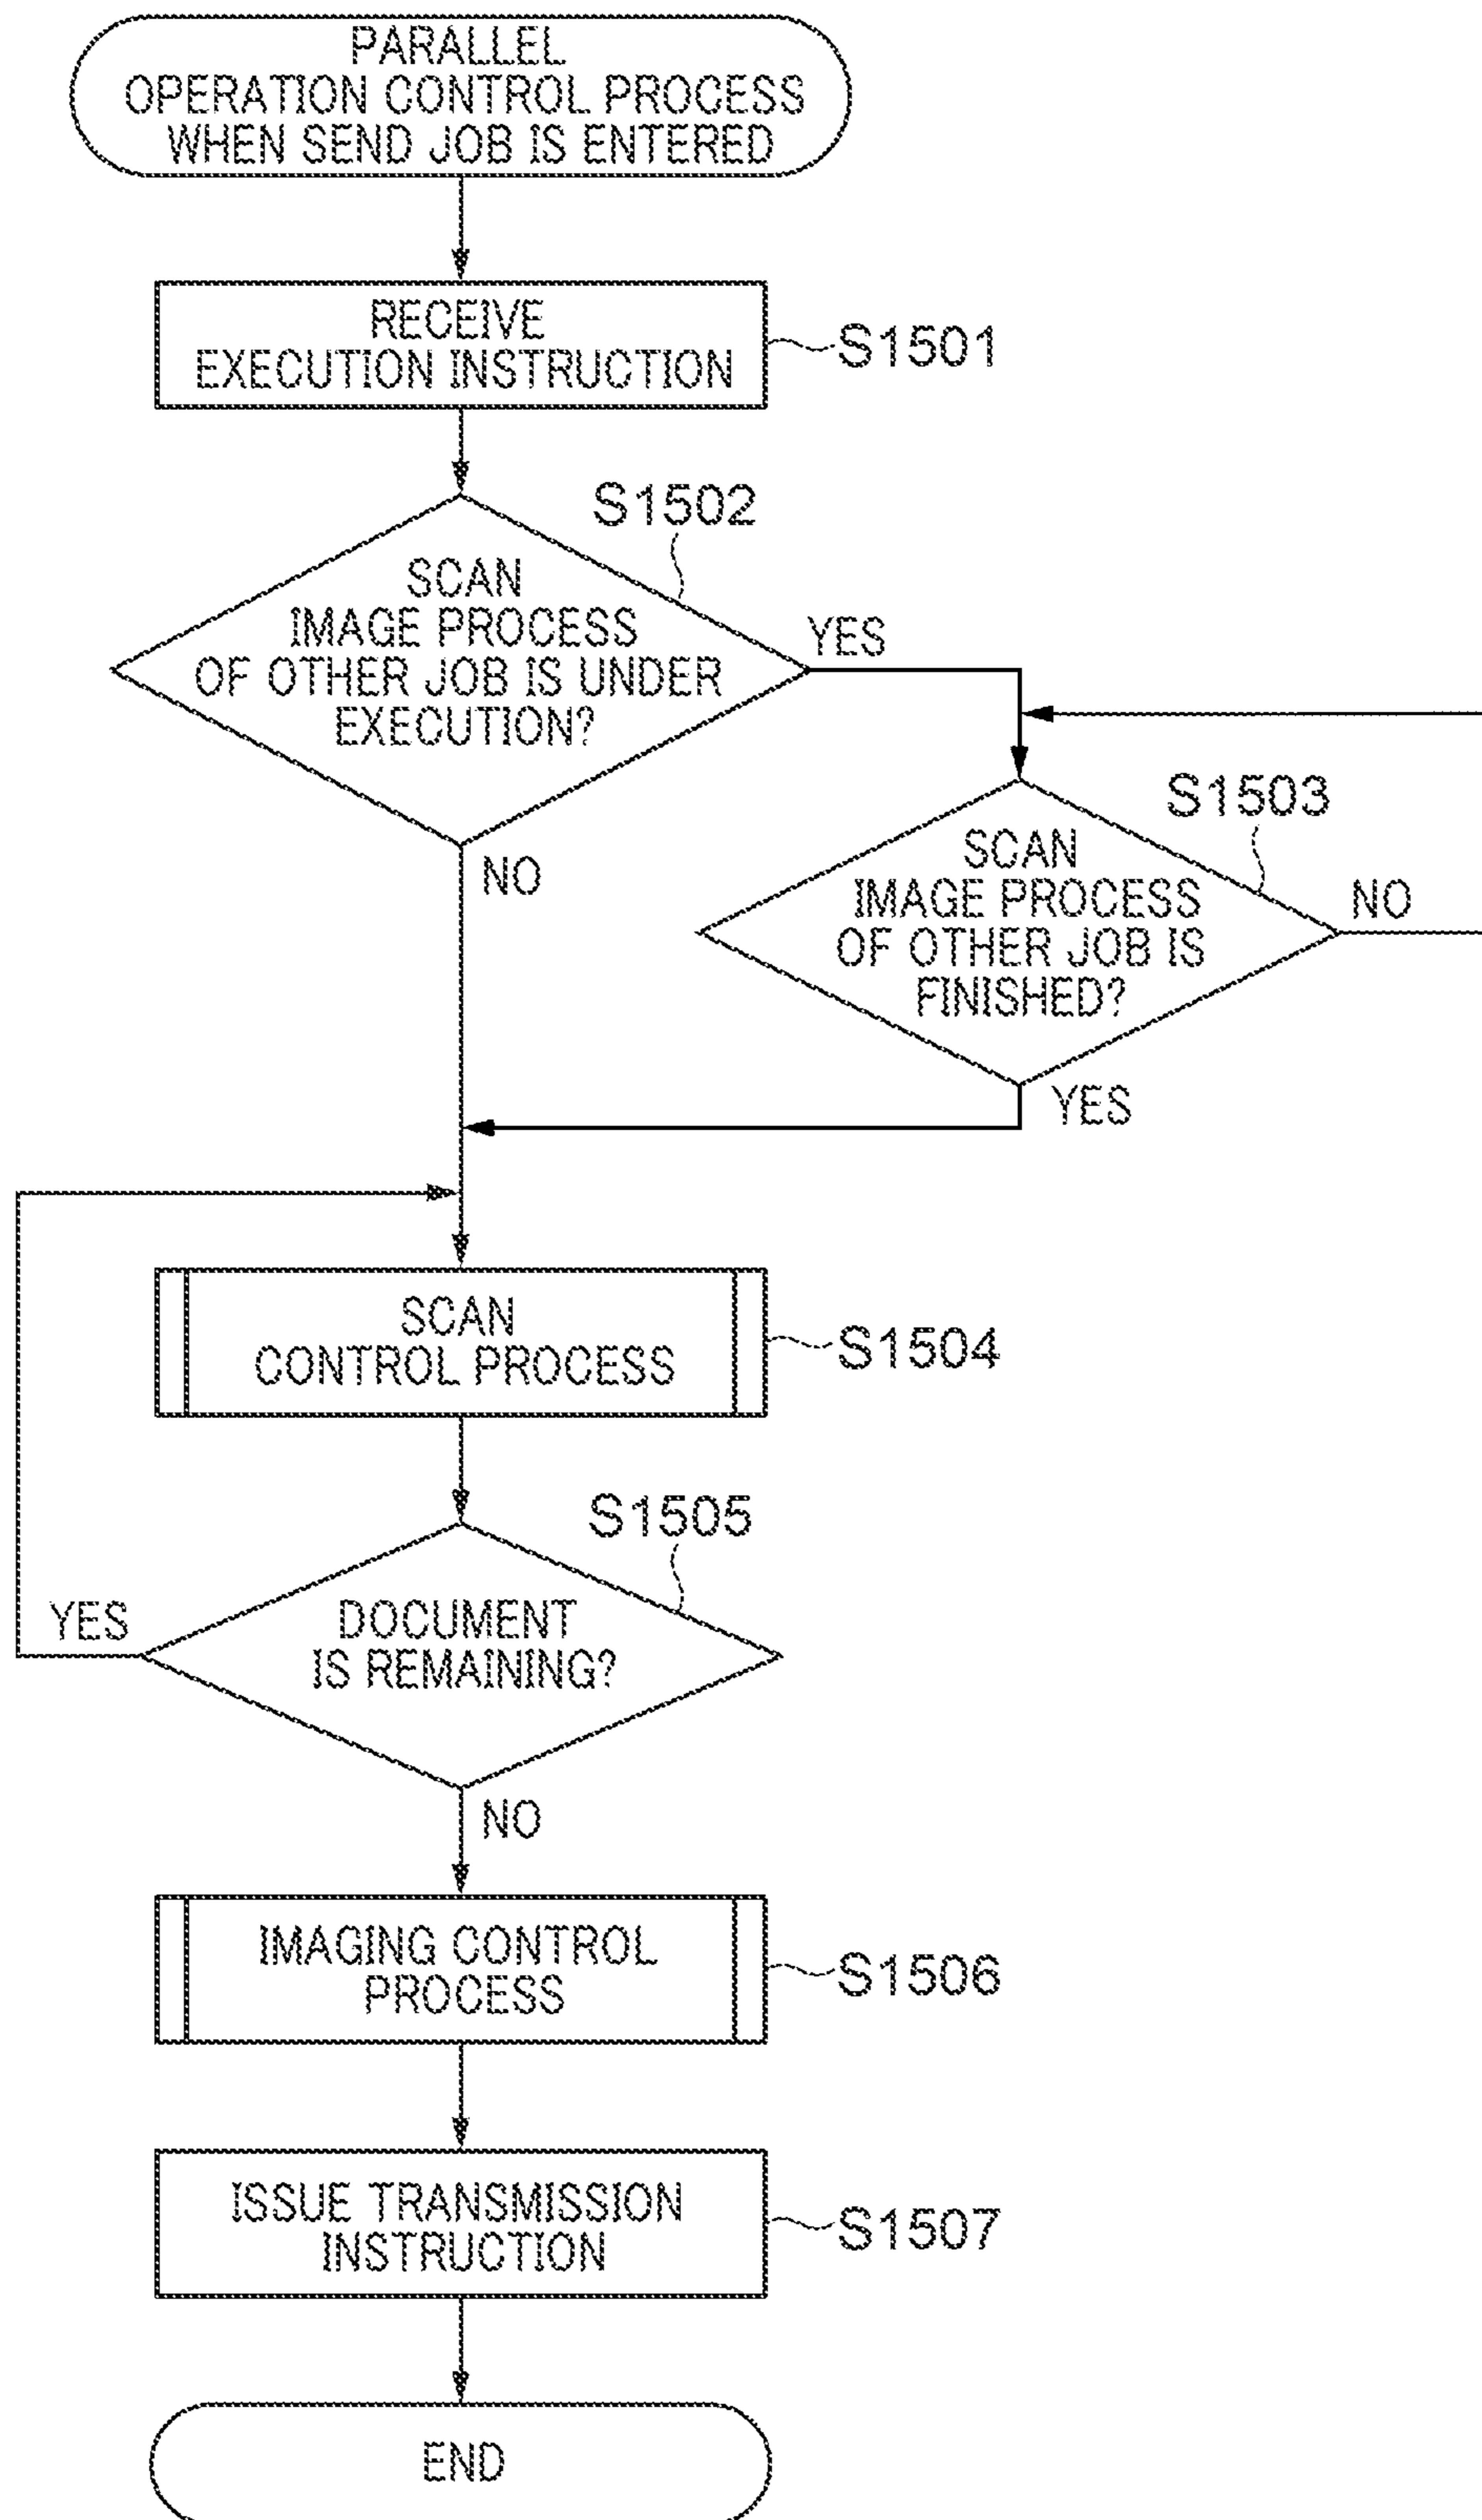 PARALLEL
OPERATION CONTROL PROCESS
WHEN SEND JOB IS ENTERED
RECEIVE
EXECUTION INSTRUCTION
S1501
S1502
SCAN
IMAGE PROCESS
OF OTHER JOB IS UNDER
EXECUTION?
YES
NO
S1503
SCAN
IMAGE PROCESS
OF OTHER JOB IS
FINISHED?
NO
YES
SCAN
CONTROL PROCESS
S1504
S1505
DOCUMENT
IS REMAINING?
YES
NO
IMAGING CONTROL
PROCESS
S1506
ISSUE TRANSMISSION
INSTRUCTION
S1507
END